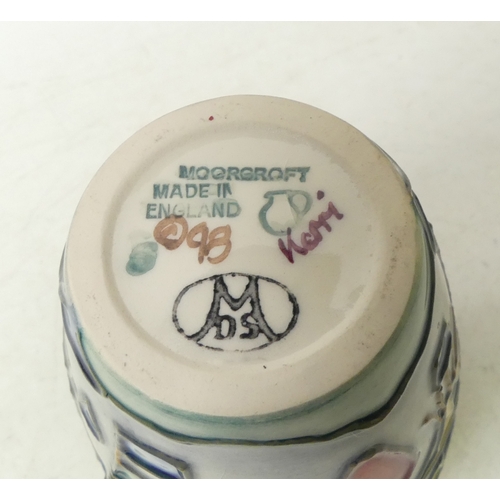 MOORCROFT
MADE IN
ENGLAND
©98
Kerri
M
DS